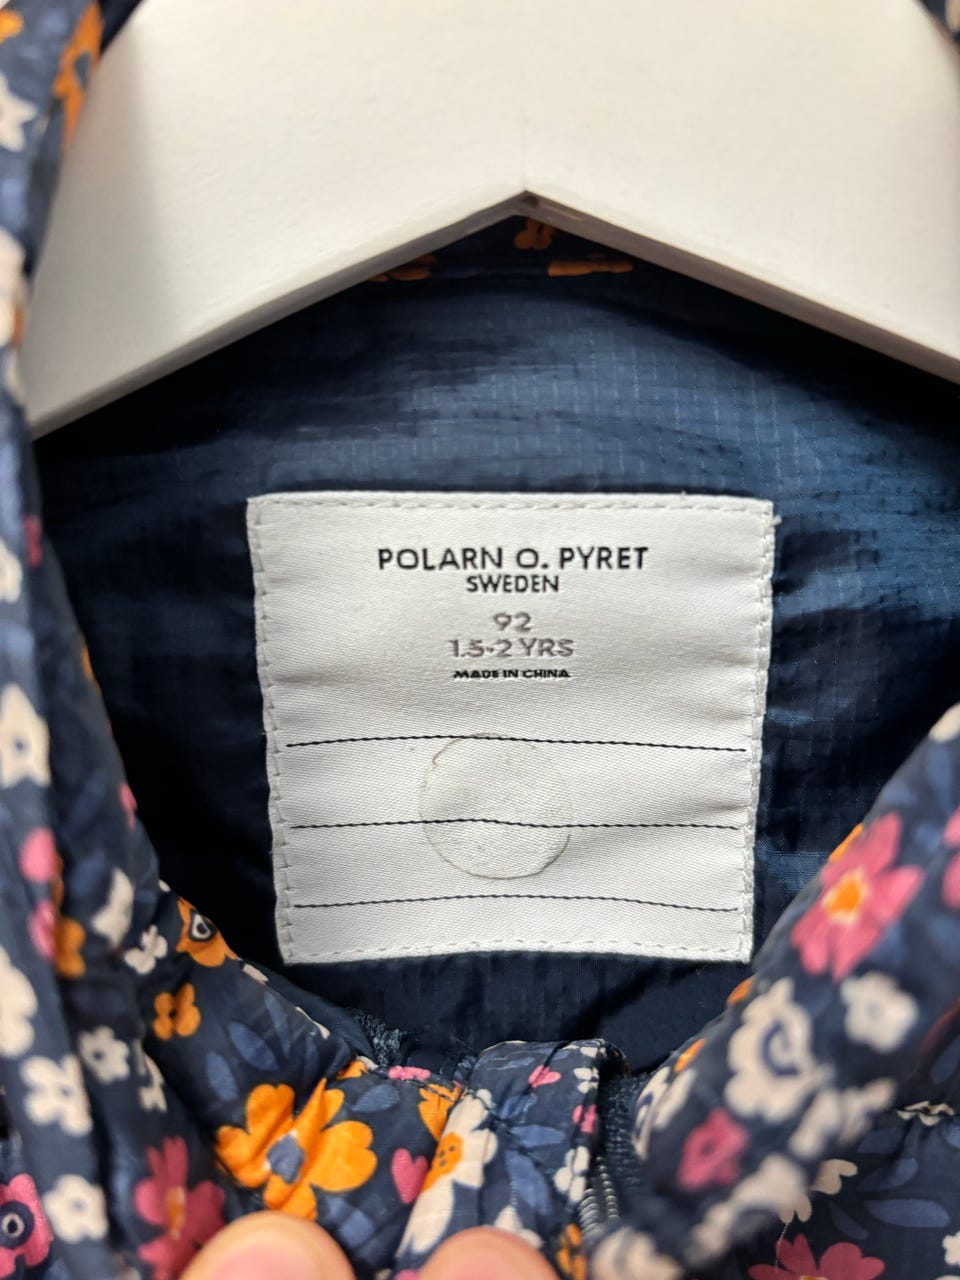 POLARN O. PYRET
SWEDEN
92
1.5-2 YRS
MADE IN CHINA